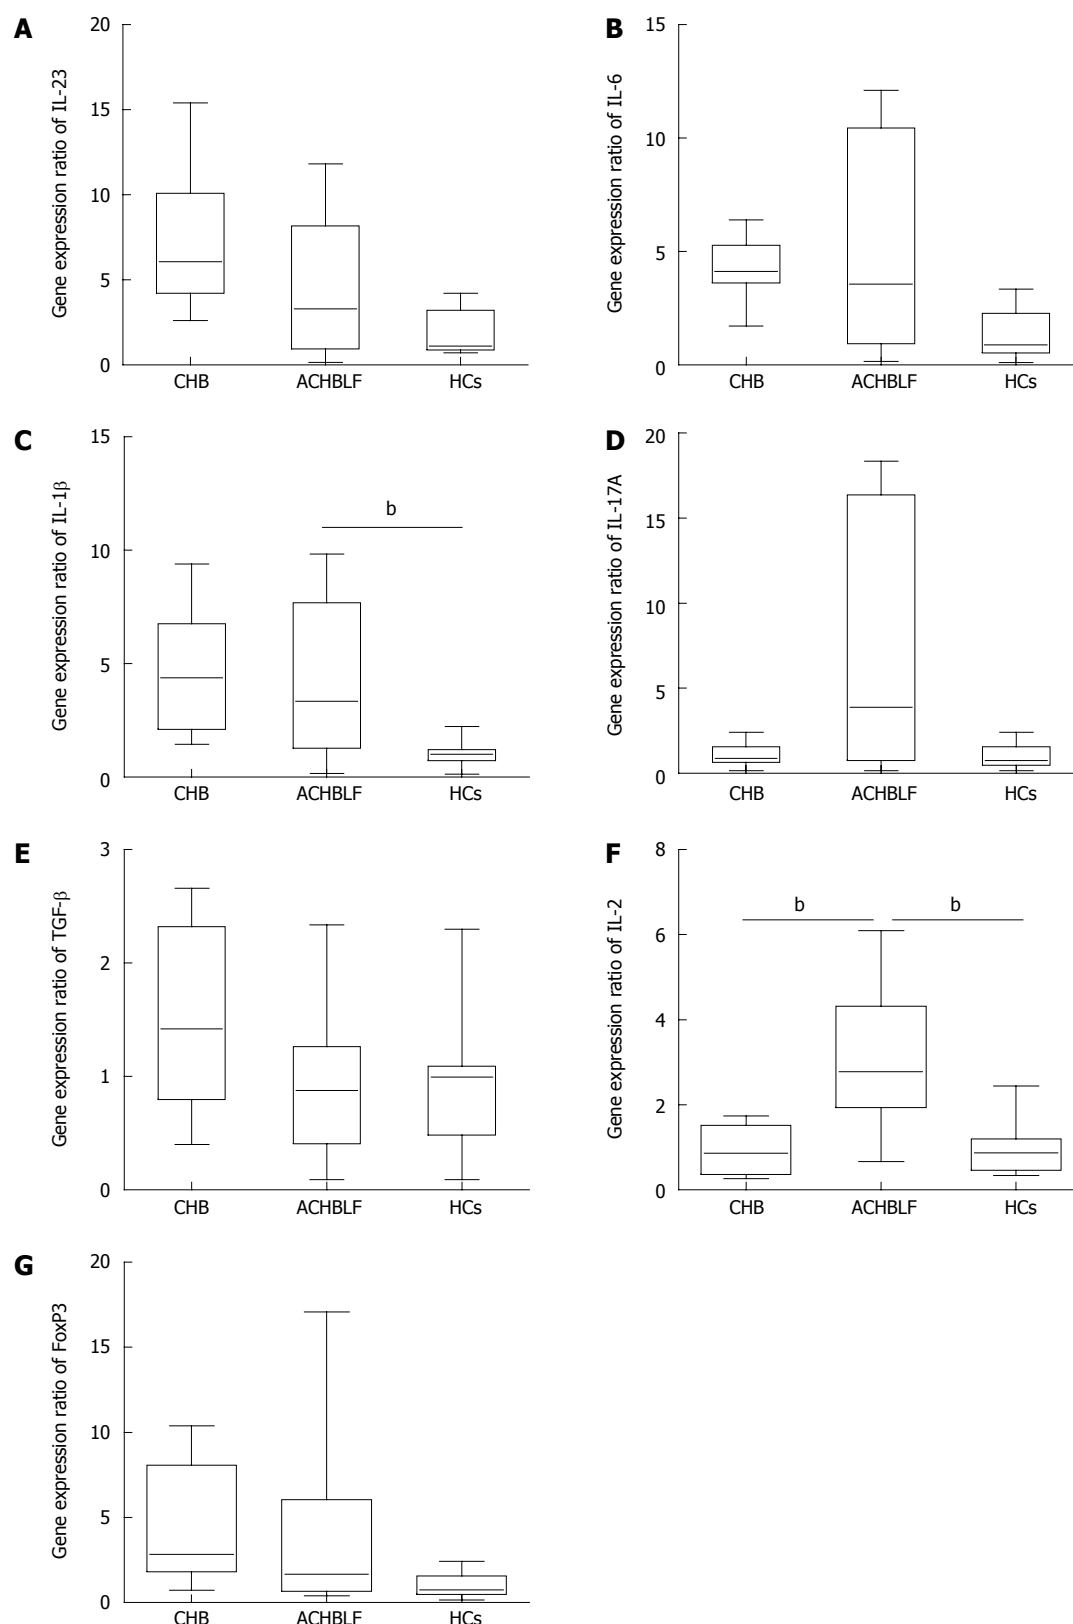 A
Gene expression ratio of IL-23
20
15
10
5
0
CHB ACHBLF HCs
B
Gene expression ratio of IL-6
15
10
5
0
CHB ACHBLF HCs
C
Gene expression ratio of IL-1β
15
10
5
0
b
CHB ACHBLF HCs
D
Gene expression ratio of IL-17A
20
15
10
5
0
CHB ACHBLF HCs
E
Gene expression ratio of TGF-β
3
2
1
0
CHB ACHBLF HCs
F
Gene expression ratio of IL-2
8
6
4
2
0
b b
CHB ACHBLF HCs
G
Gene expression ratio of FoxP3
20
15
10
5
0
CHB ACHBLF HCs